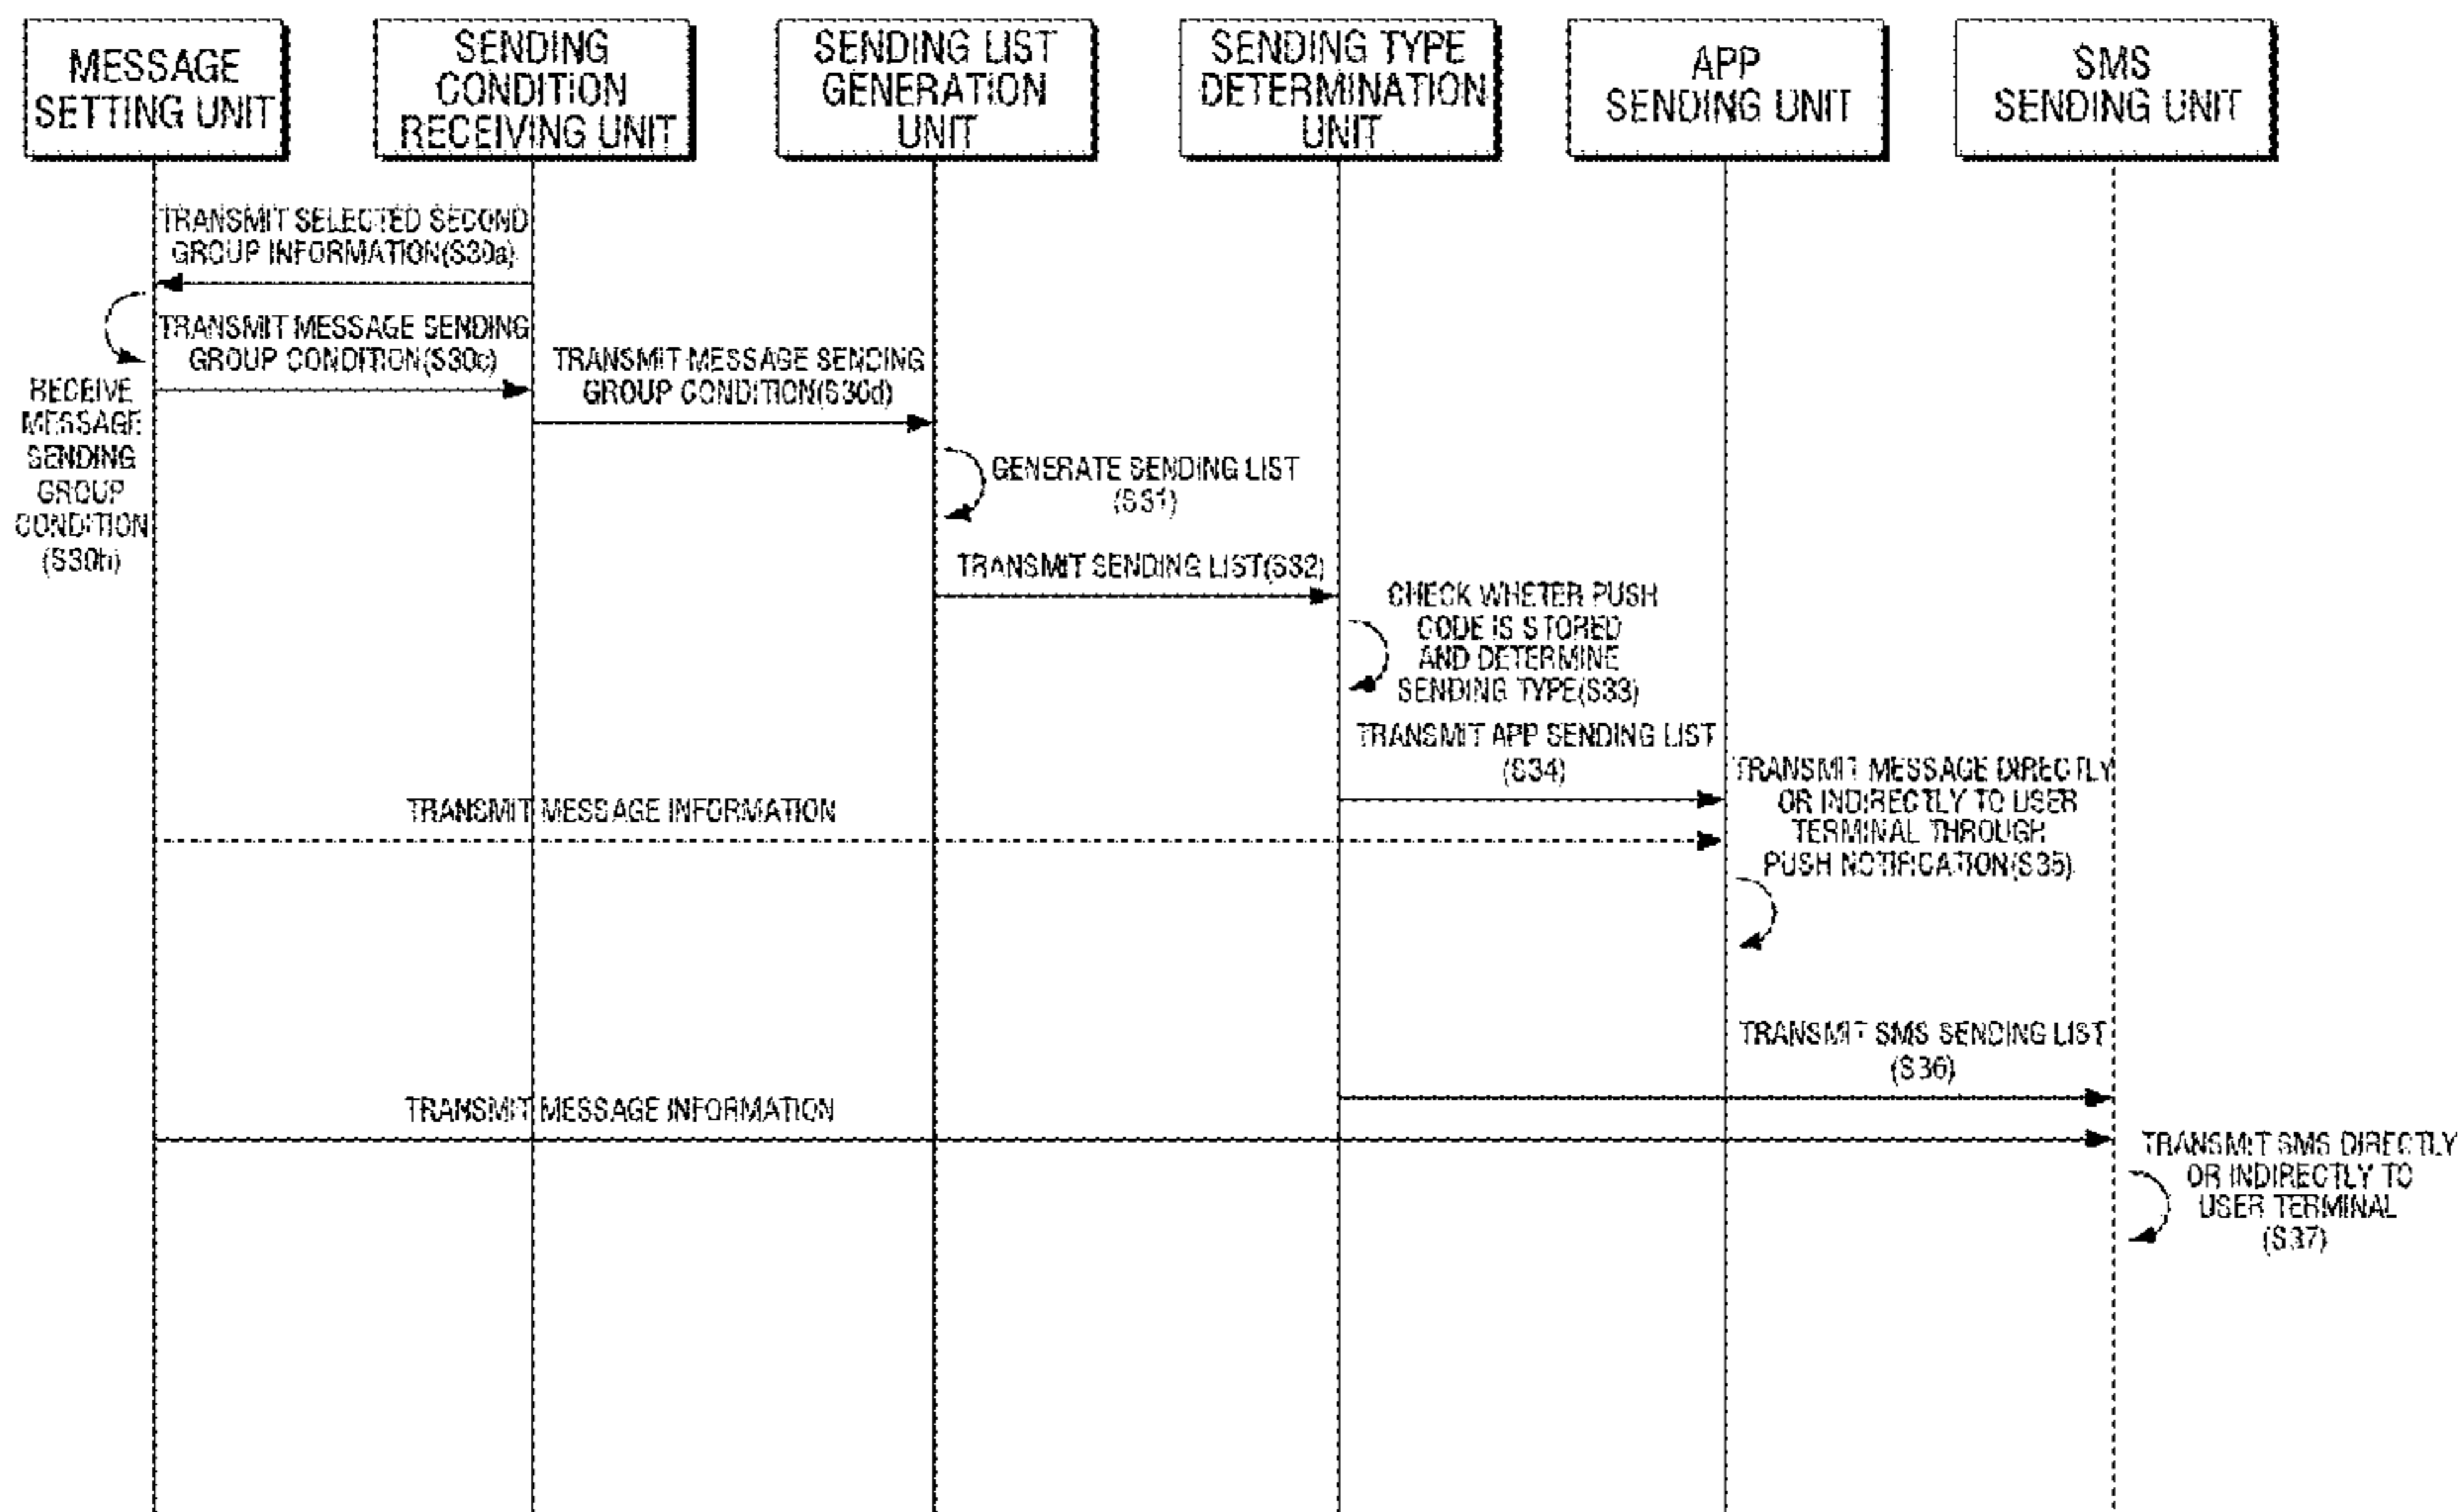 MESSAGE
SETTING UNIT
SENDING
CONDITION
RECEIVING UNIT
SENDING LIST
GENERATION
UNIT
SENDING TYPE
DETERMINATION
UNIT
APP
SENDING UNIT
SMS
SENDING UNIT
TRANSMIT SELECTED SECOND
GROUP INFORMATION(S30a)
TRANSMIT MESSAGE SENDING
GROUP CONDITION(S30c)
RECEIVE
MESSAGE
SENDING
GROUP
CONDITION
(S30b)
TRANSMIT MESSAGE SENDING
GROUP CONDITION(S30d)
GENERATE SENDING LIST
(S31)
TRANSMIT SENDING LIST(S32)
CHECK WHETER PUSH
CODE IS STORED
AND DETERMINE
SENDING TYPE(S33)
TRANSMIT APP SENDING LIST
(S34)
TRANSMIT MESSAGE INFORMATION
TRANSMIT MESSAGE DIRECTLY
OR INDIRECTLY TO USER
TERMINAL THROUGH
PUSH NOTIFICATION(S35)
TRANSMIT SMS SENDING LIST
(S36)
TRANSMIT MESSAGE INFORMATION
TRANSMIT SMS DIRECTLY
OR INDIRECTLY TO
USER TERMINAL
(S37)